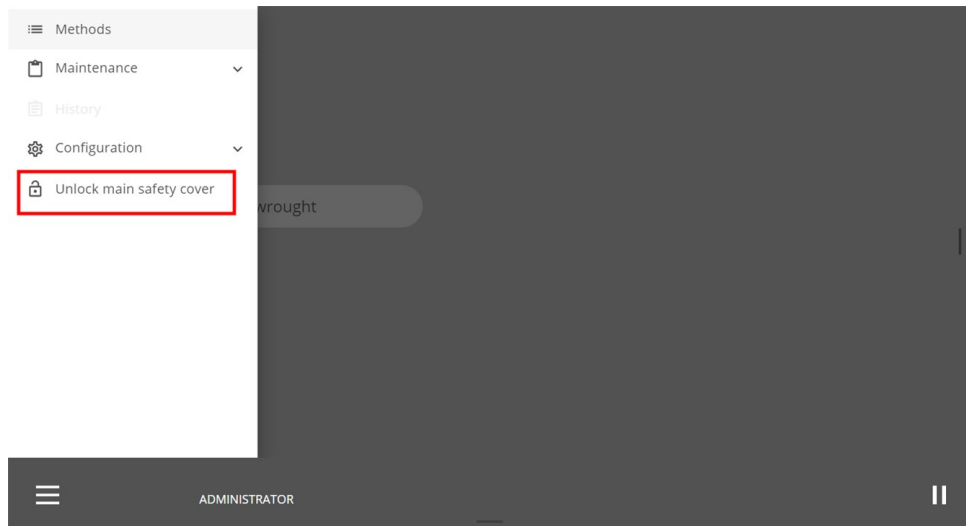 Methods
Maintenance
History
Configuration
Unlock main safety cover
wrought
ADMINISTRATOR